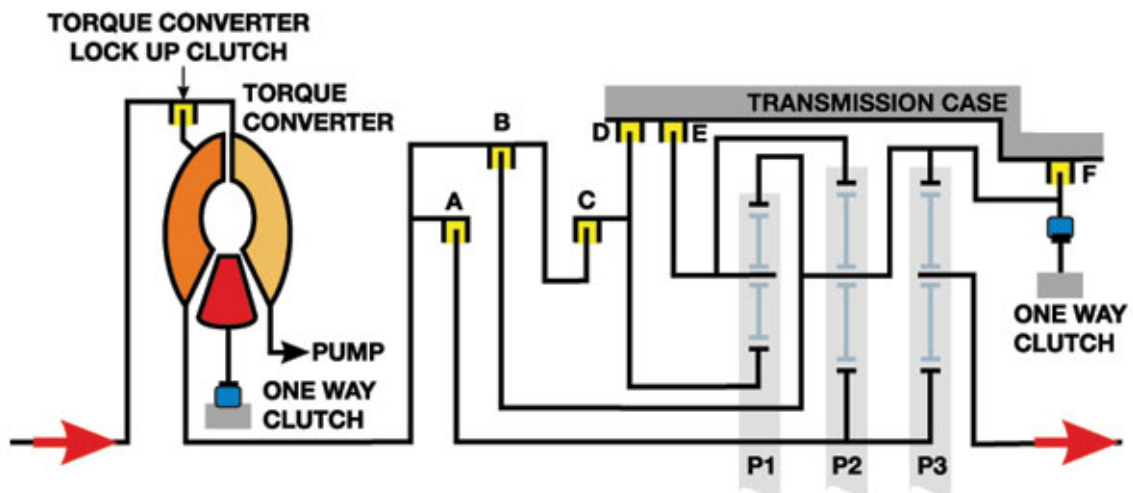 TORQUE CONVERTER
LOCK UP CLUTCH
TORQUE
CONVERTER
B
A
C
D
E
TRANSMISSION CASE
F
PUMP
ONE WAY
CLUTCH
ONE WAY
CLUTCH
P1
P2
P3